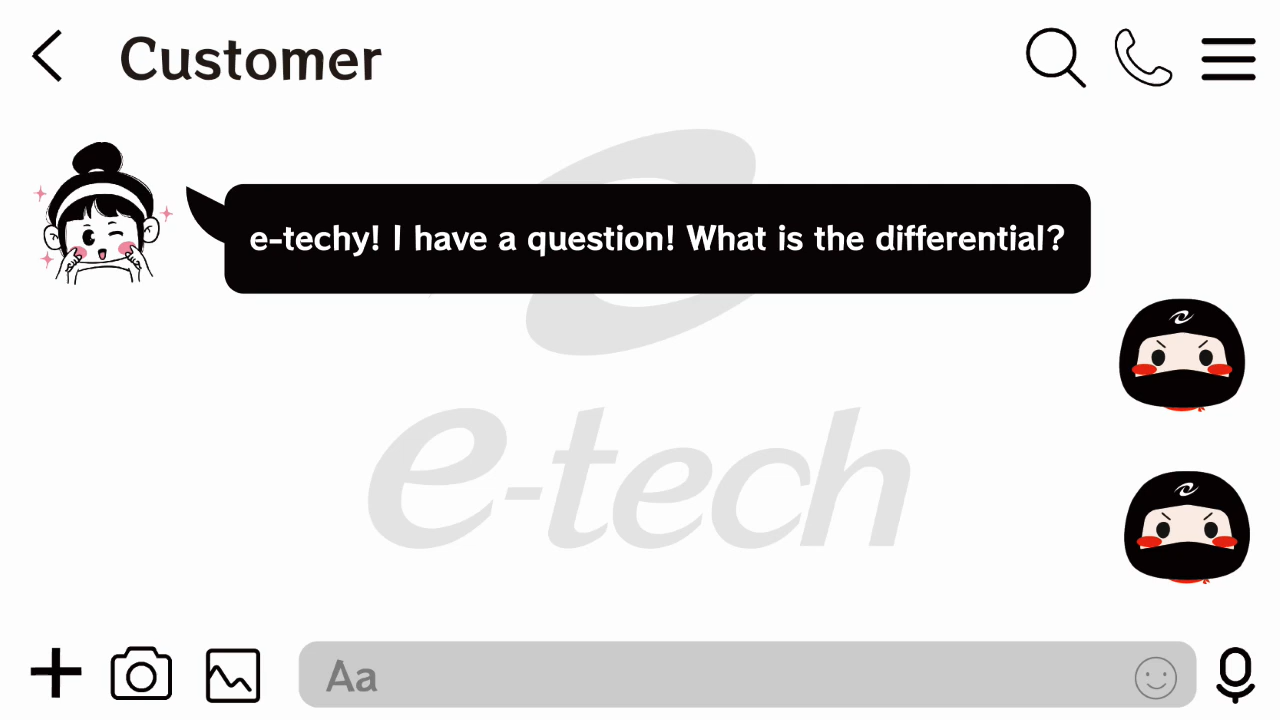 Customer
e-techy! I have a question! What is the differential?
e-tech
Aa